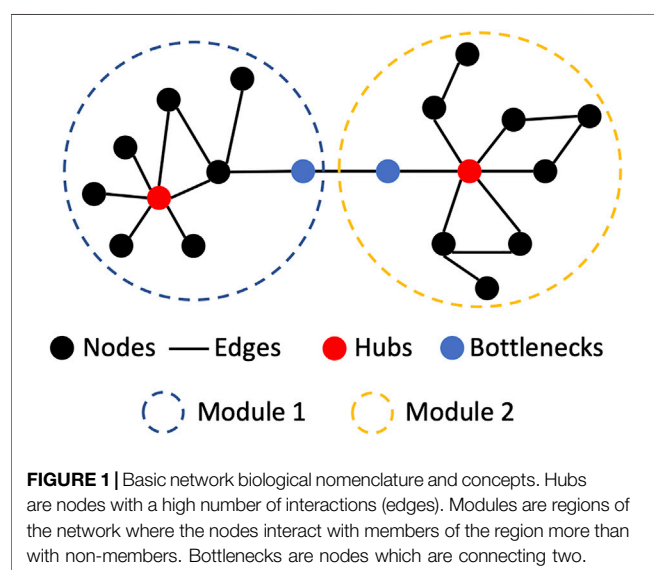 Nodes Edges Hubs Bottlenecks
Module 1 Module 2
FIGURE 1 | Basic network biological nomenclature and concepts. Hubs
are nodes with a high number of interactions (edges). Modules are regions of
the network where the nodes interact with members of the region more than
with non-members. Bottlenecks are nodes which are connecting two.